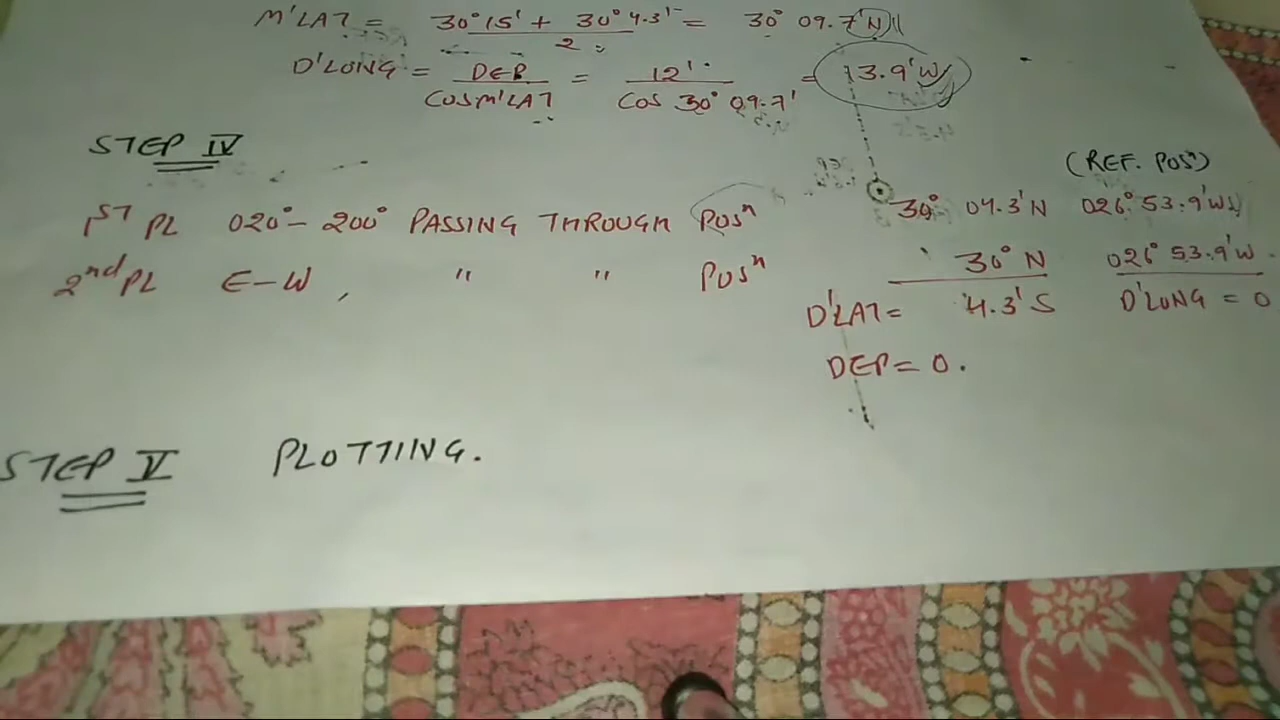 M'LAT = 30°15' + 30°4.3' = 30° 09.7'N
2
D'LONG = DEP = 12' = 13.9'W
COSM'LAT COS 30° 09.7'
STEP IV
(REF. POSⁿ)
1ST PL 020°- 200° PASSING THROUGH POSⁿ 30° 04.3'N 026° 53.9'W
2nd PL E-W, " " POSⁿ 30° N 026° 53.9'W
D'LAT = 4.3'S D'LONG = 0
DEP = 0.
STEP V PLOTTING.